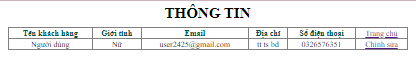 THÔNG TIN
Tên khách hàng Giới tính Email Địa chỉ Số điện thoại Trang chủ
Người dùng Nữ user2425@gmail.com tt ts bd 0326576351 Chỉnh sửa